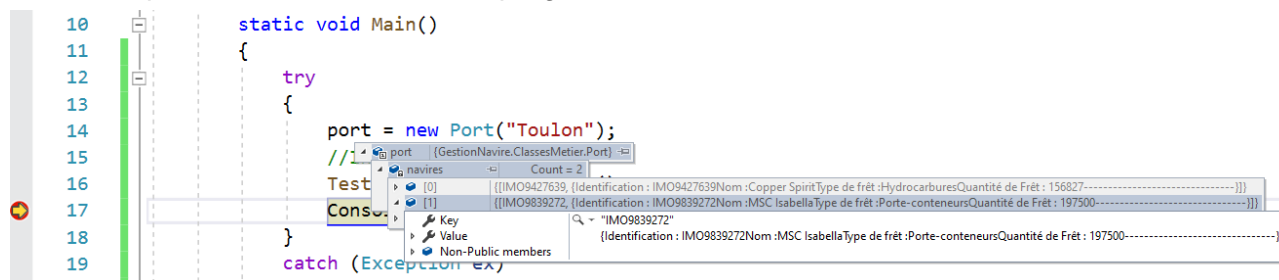 10 static void Main()
11 {
12 try
13 {
14 port = new Port("Toulon");
15 // port {GestionNavire.ClassesMetier.Port}
navires Count = 2
16 Test [0] {[IMO9427639, (Identification : IMO9427639Nom :Copper SpiritType de frêt :HydrocarburesQuantité de Frêt : 156827------------------------------)]}
17 Conso [1] {[IMO9839272, (Identification : IMO9839272Nom :MSC IsabellaType de frêt :Porte-conteneursQuantité de Frêt : 197500------------------------------)]}
Key "IMO9839272"
18 } Value {Identification : IMO9839272Nom :MSC IsabellaType de frêt :Porte-conteneursQuantité de Frêt : 197500------------------------------}
Non-Public members
19 catch (Exception ex)